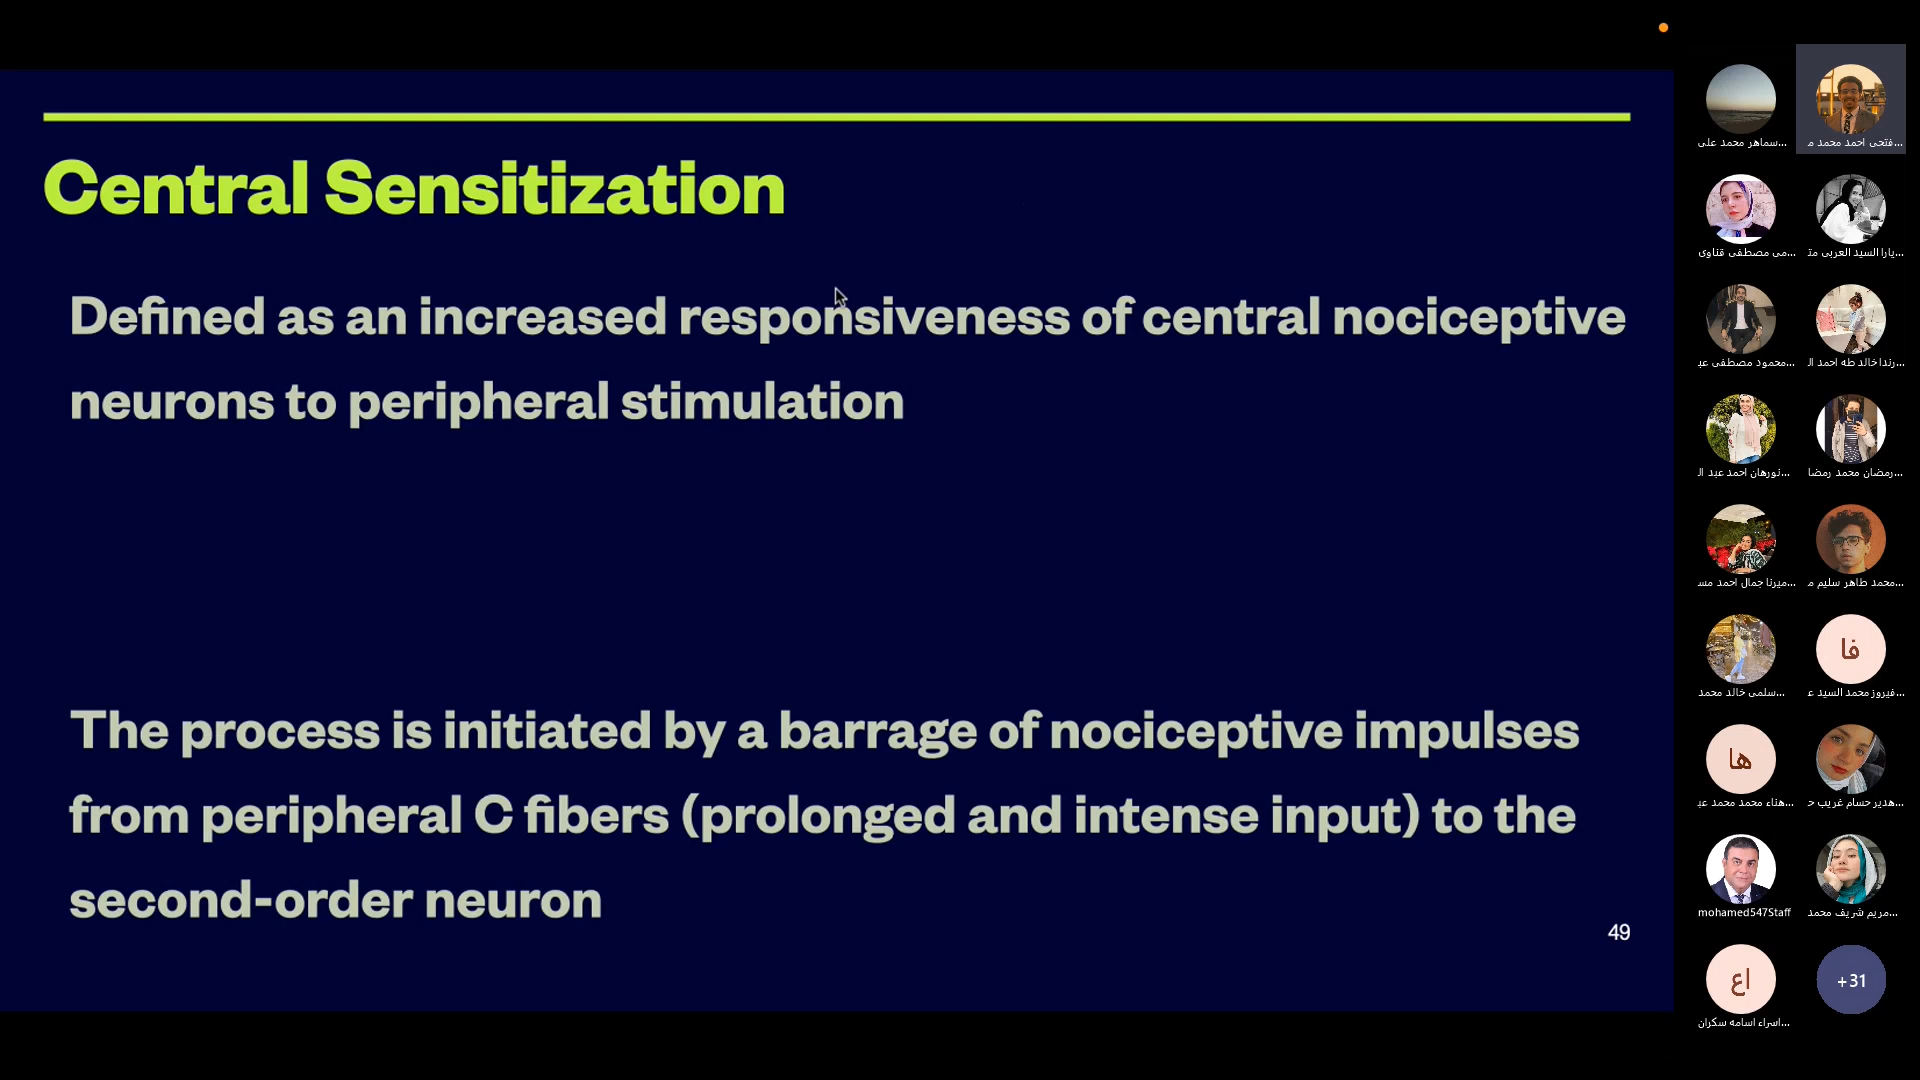 Central Sensitization
Defined as an increased responsiveness of central nociceptive
neurons to peripheral stimulation
The process is initiated by a barrage of nociceptive impulses
from peripheral C fibers (prolonged and intense input) to the
second-order neuron
49
سماهر محمد على...
فتحى احمد محمد م...
مى مصطفى قناوى...
يارا السيد العربى مت...
محمود مصطفى عب...
رندا خالد طه احمد ال...
نورهان احمد عبد ال...
رمضان محمد رمضا...
ميرنا جمال احمد مس...
محمد طاهر سليم م...
سلمى خالد محمد...
فا
فيروز محمد السيد ع...
ها
هناء محمد محمد عب...
هدير حسام غريب ح...
mohamed547Staff
مريم شريف محمد...
اع
اسراء اسامه سكران...
+31